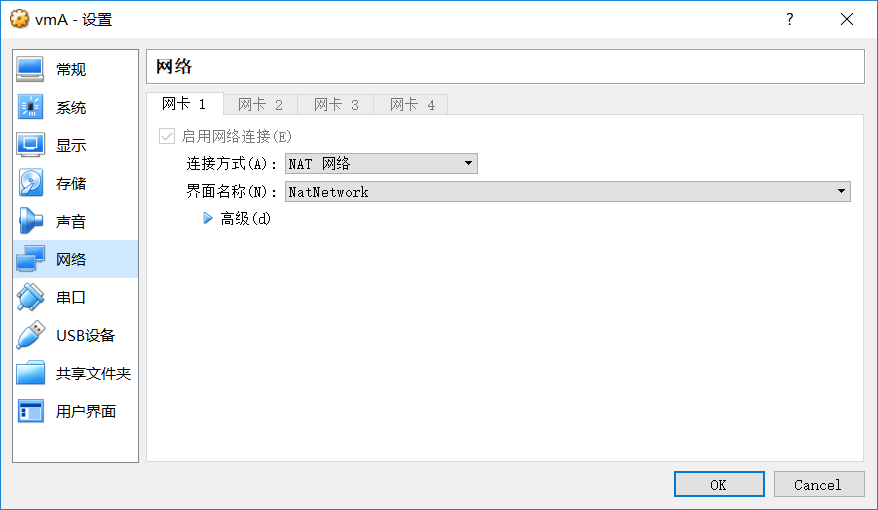 vmA - 设置
?
常规
系统
显示
存储
声音
网络
串口
USB设备
共享文件夹
用户界面
网络
网卡 1 网卡 2 网卡 3 网卡 4
启用网络连接(E)
连接方式(A): NAT 网络
界面名称(N): NatNetwork
高级(d)
OK Cancel